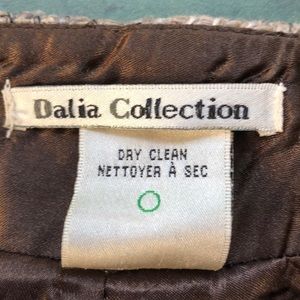 Dalia Collection
DRY CLEAN
NETTOYER À SEC